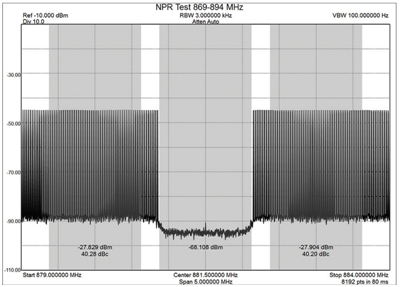 NPR Test 869-894 MHz
Ref -10.000 dBm RBW 3.000000 kHz VBW 100.000000 Hz
Div 10.0 Atten Auto
-30.00
-50.00
-70.00
-90.00
-110.00
-27.829 dBm -68.108 dBm -27.904 dBm
40.28 dBc 40.20 dBc
Start 879.000000 MHz Center 881.500000 MHz Stop 884.000000 MHz
Span 5.000000 MHz 8192 pts in 80 ms